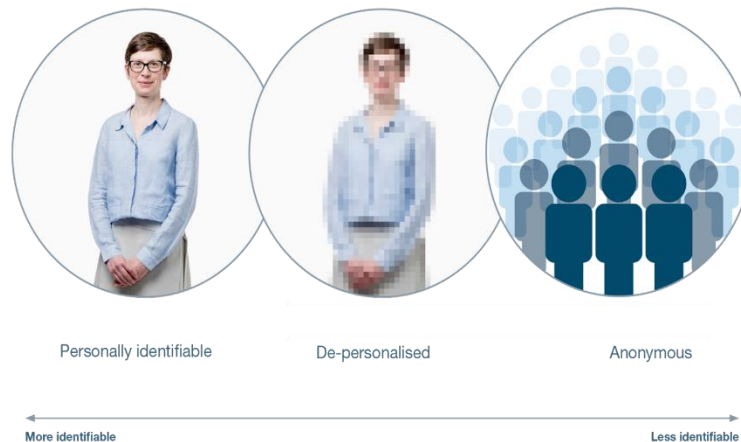 Personally identifiable
De-personalised
Anonymous
More identifiable
Less identifiable